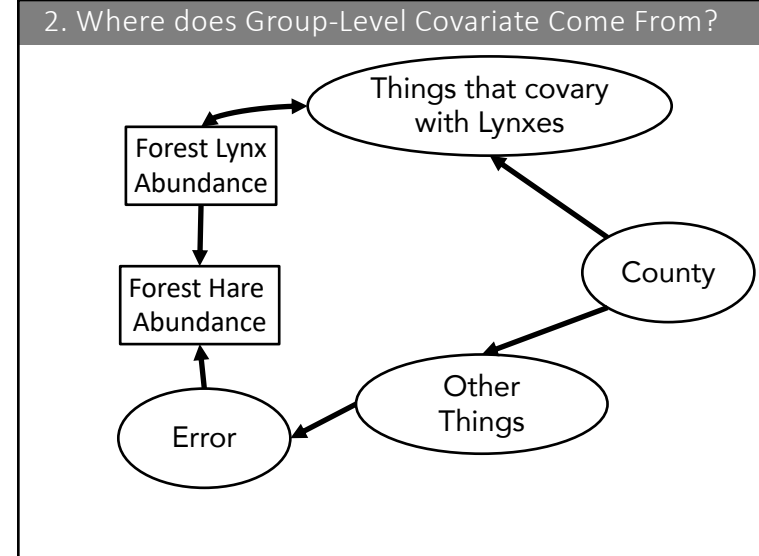 2. Where does Group-Level Covariate Come From?
Things that covary
with Lynxes
Forest Lynx
Abundance
County
Forest Hare
Abundance
Other
Things
Error